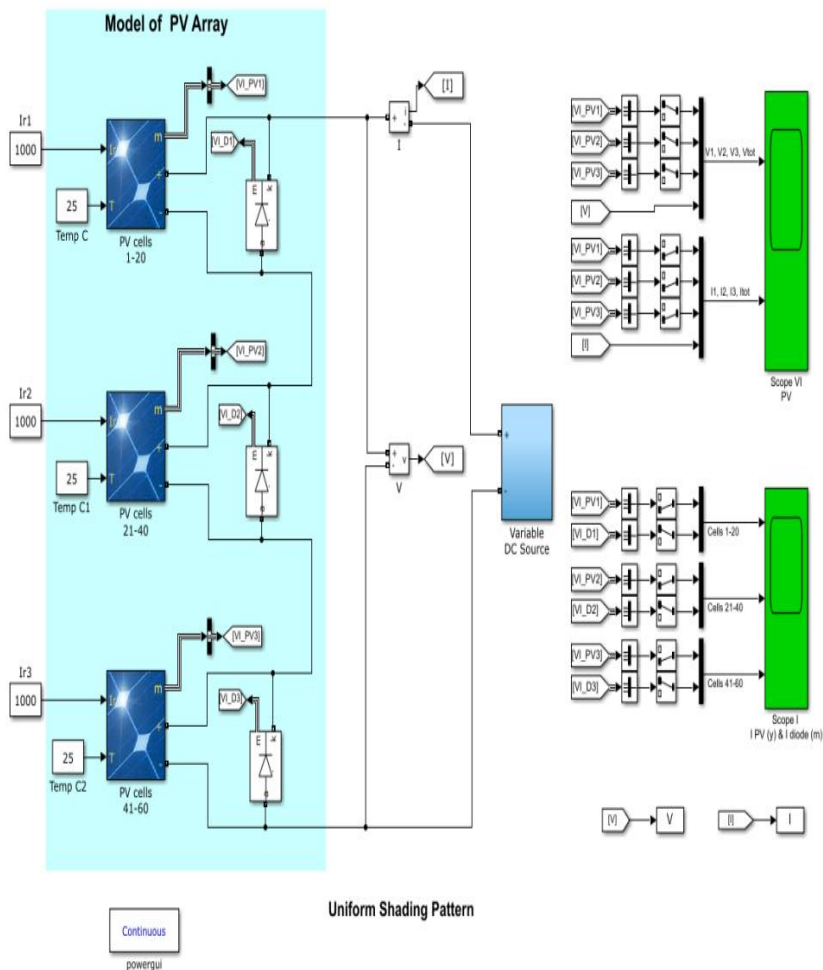 Model of PV Array
[VI_PV1]
Ir1
1000
Ir
m
+
-
T
25
Temp C
PV cells
1-20
[VI_D1]
m
k
a
[I]
+
i
-
I
[VI_PV2]
Ir2
1000
Ir
m
+
-
T
25
Temp C1
PV cells
21-40
[VI_D2]
m
k
a
+
v
-
V
[V]
+
-
Variable
DC Source
[VI_PV3]
Ir3
1000
Ir
m
+
-
T
25
Temp C2
PV cells
41-60
[VI_D3]
m
k
a
[VI_PV1]
[VI_PV2]
[VI_PV3]
[V]
V1, V2, V3, Vtot
[VI_PV1]
[VI_PV2]
[VI_PV3]
[I]
I1, I2, I3, Itot
Scope VI
PV
[VI_PV1]
[VI_D1]
Cells 1-20
[VI_PV2]
[VI_D2]
Cells 21-40
[VI_PV3]
[VI_D3]
Cells 41-60
Scope I
I PV (y) & I diode (m)
[V]
V
[I]
I
Uniform Shading Pattern
Continuous
powergui